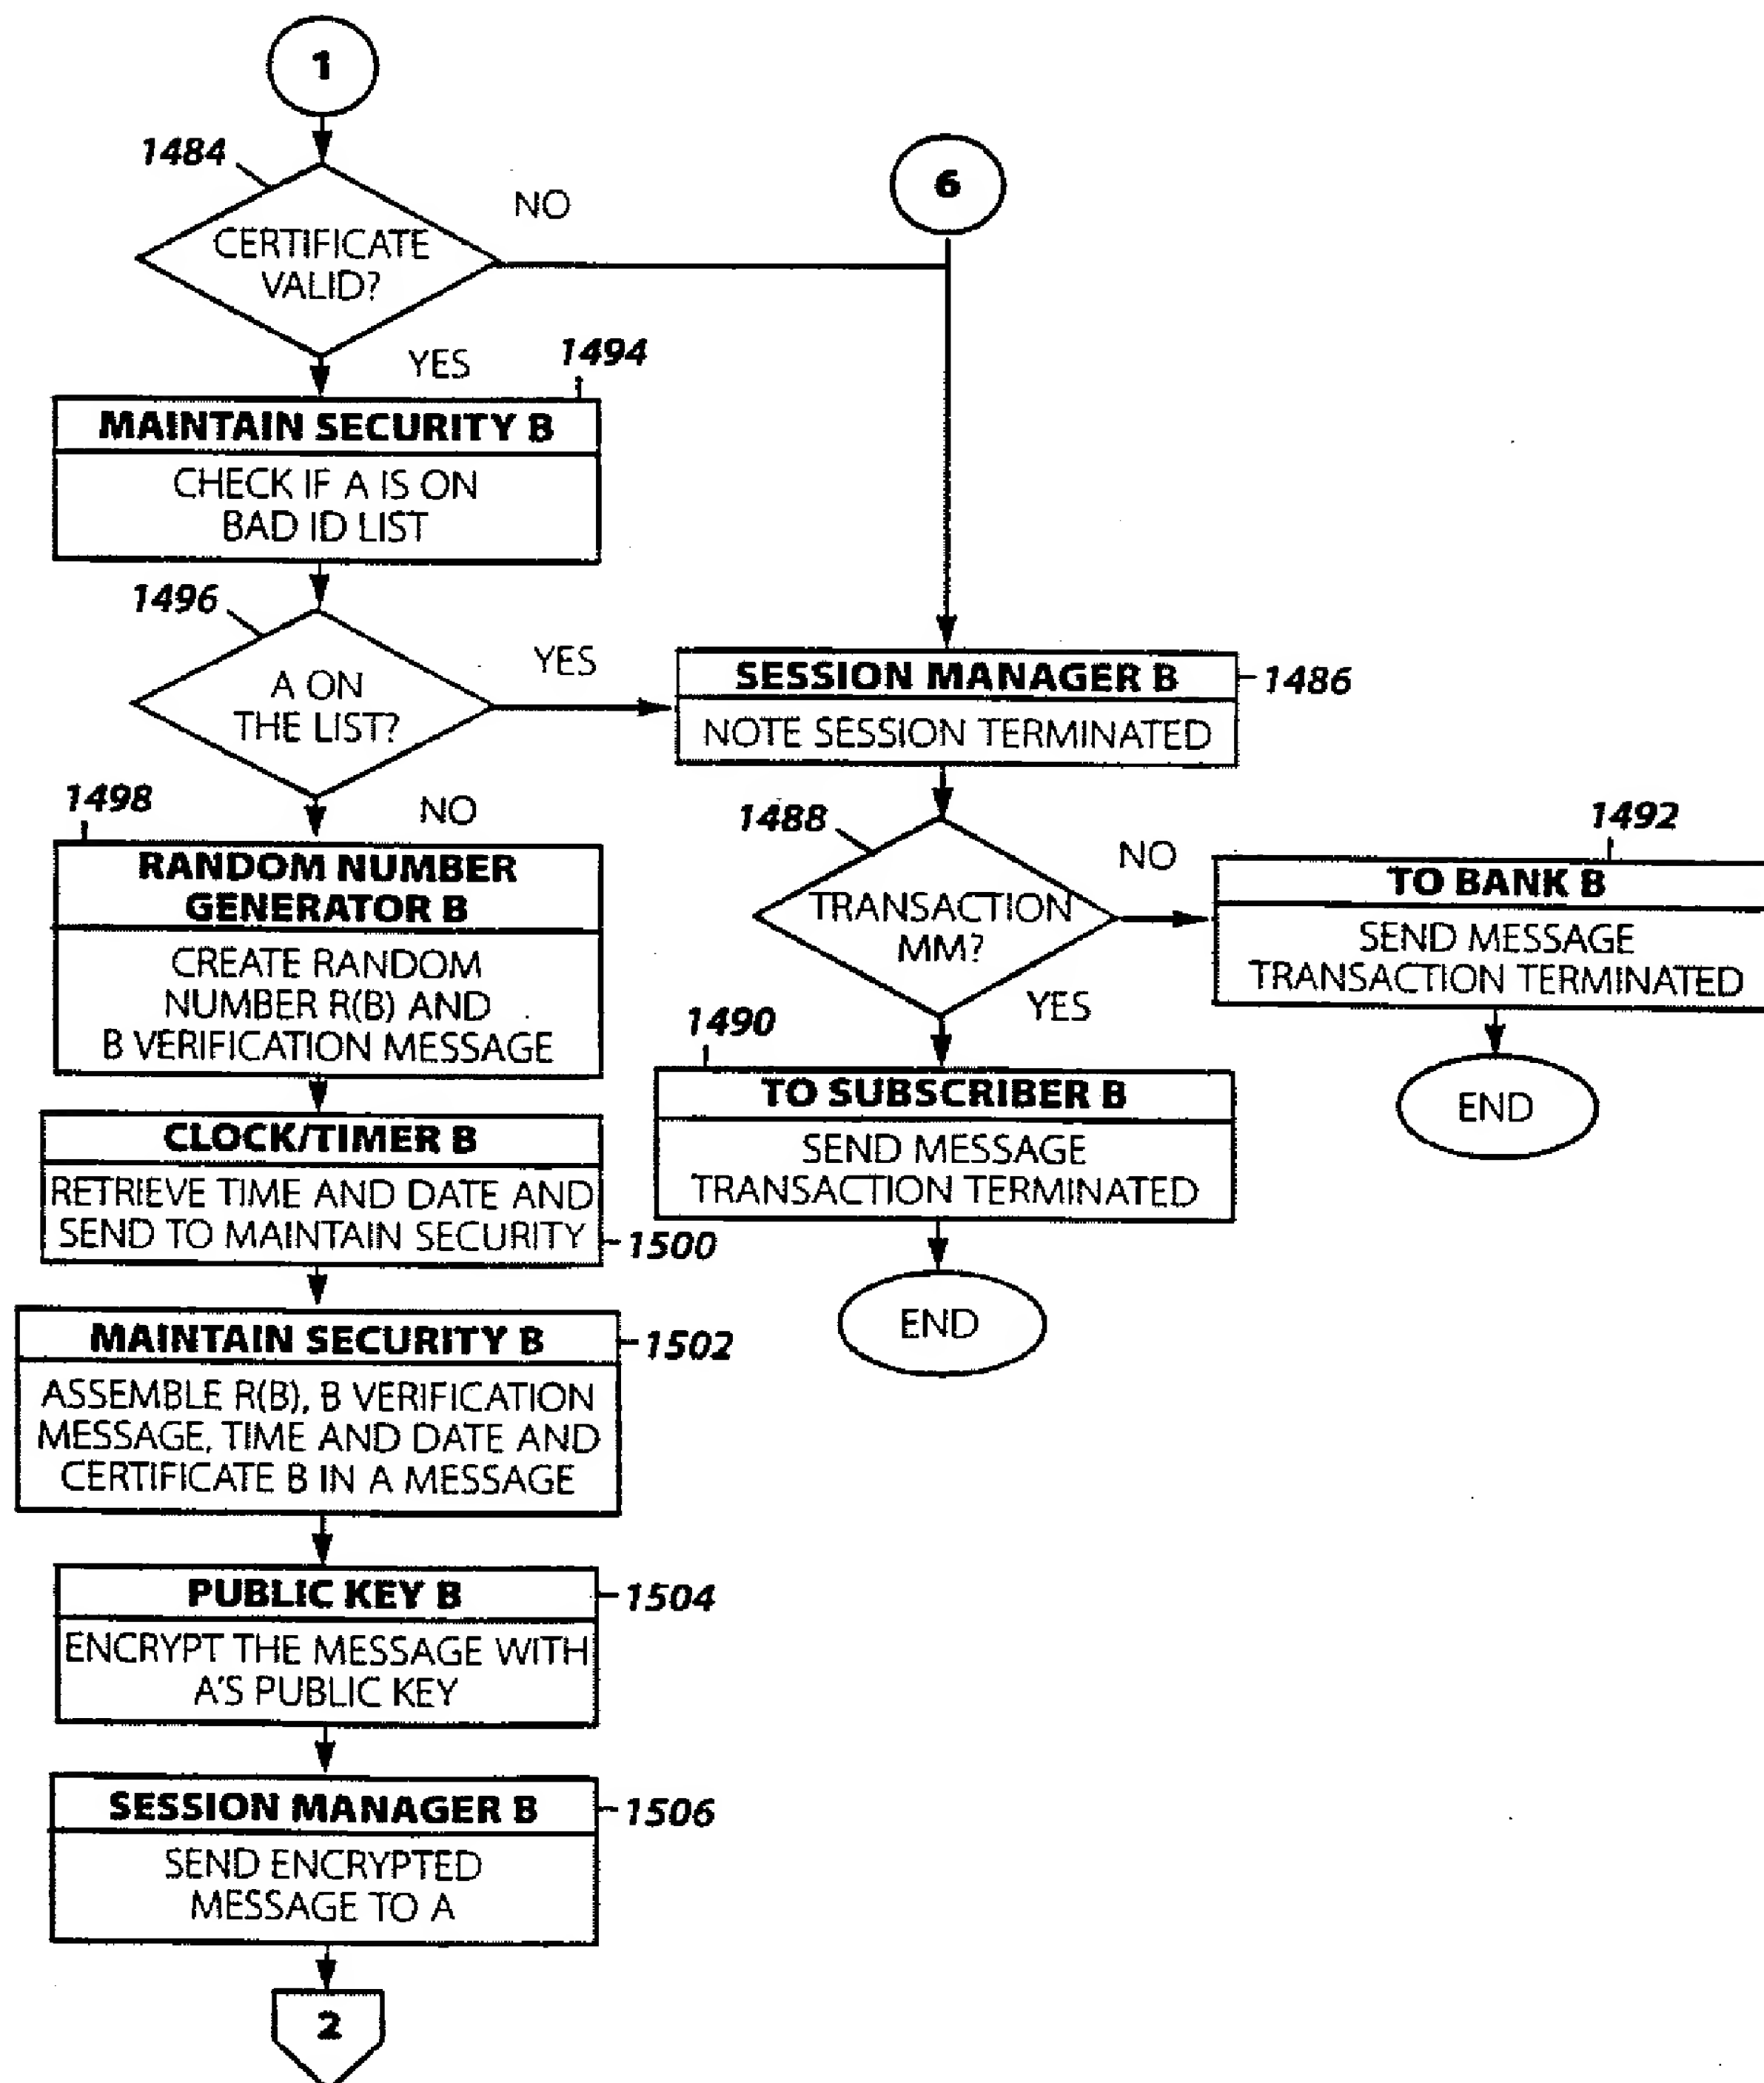 1
1484
NO
6
CERTIFICATE
VALID?
YES
1494
MAINTAIN SECURITY B
CHECK IF A IS ON
BAD ID LIST
1496
YES
A ON
THE LIST?
SESSION MANAGER B
1486
NOTE SESSION TERMINATED
1498
NO
1488
NO
1492
RANDOM NUMBER
GENERATOR B
CREATE RANDOM
NUMBER R(B) AND
B VERIFICATION MESSAGE
TRANSACTION
MM?
YES
TO BANK B
SEND MESSAGE
TRANSACTION TERMINATED
END
1490
TO SUBSCRIBER B
SEND MESSAGE
TRANSACTION TERMINATED
END
CLOCK/TIMER B
RETRIEVE TIME AND DATE AND
SEND TO MAINTAIN SECURITY
1500
MAINTAIN SECURITY B
1502
ASSEMBLE R(B), B VERIFICATION
MESSAGE, TIME AND DATE AND
CERTIFICATE B IN A MESSAGE
PUBLIC KEY B
1504
ENCRYPT THE MESSAGE WITH
A'S PUBLIC KEY
SESSION MANAGER B
1506
SEND ENCRYPTED
MESSAGE TO A
2